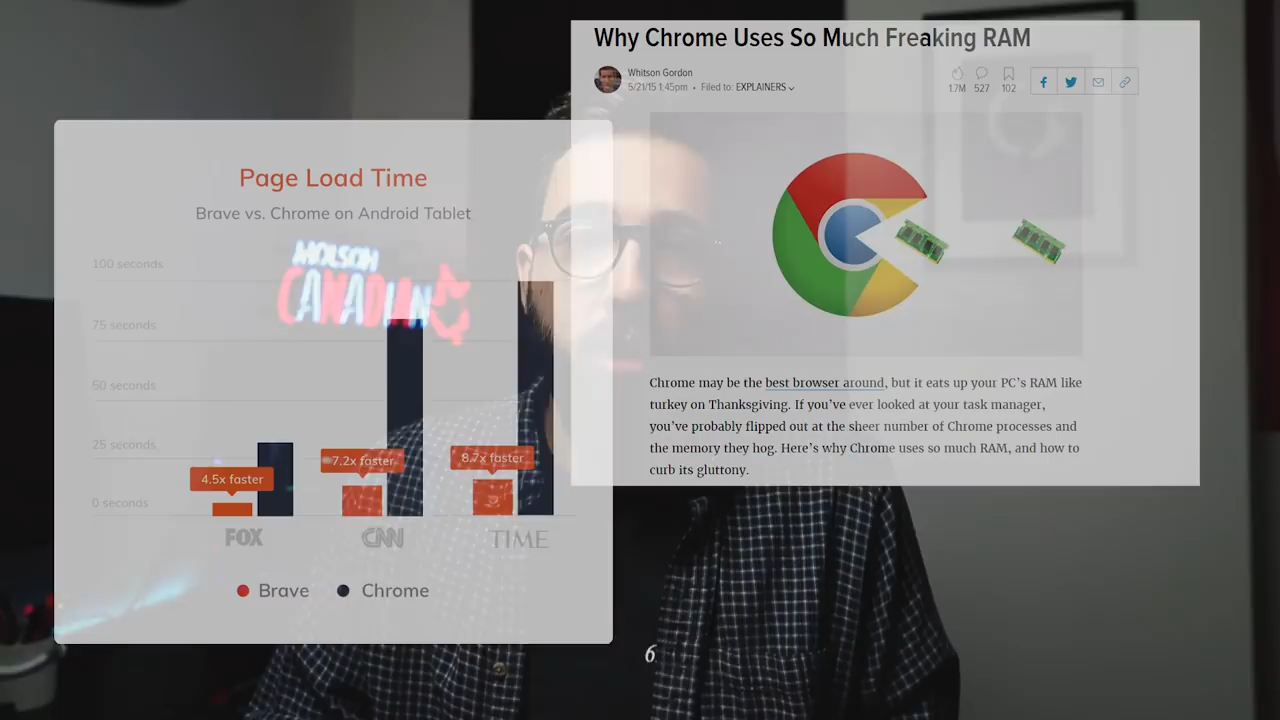 Why Chrome Uses So Much Freaking RAM
Whitson Gordon
5/21/15 1:45pm • Filed to: EXPLAINERS
1.7M 527 102
Chrome may be the best browser around, but it eats up your PC’s RAM like
turkey on Thanksgiving. If you’ve ever looked at your task manager,
you’ve probably flipped out at the sheer number of Chrome processes and
the memory they hog. Here’s why Chrome uses so much RAM, and how to
curb its gluttony.
Page Load Time
Brave vs. Chrome on Android Tablet
100 seconds
75 seconds
50 seconds
25 seconds
0 seconds
4.5x faster
7.2x faster
8.7x faster
FOX
CNN
TIME
Brave
Chrome
MOLSON
CANADIAN
6